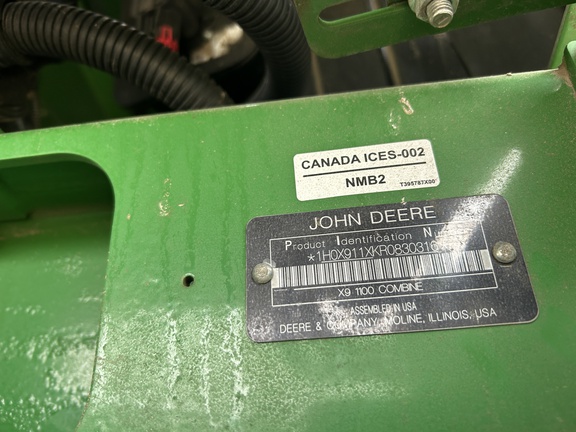 CANADA ICES-002
NMB2
T395787X00
JOHN DEERE
Product Identification
X9 1100 COMBINE
ASSEMBLED IN USA
DEERE & COMPANY MOLINE, ILLINOIS, USA